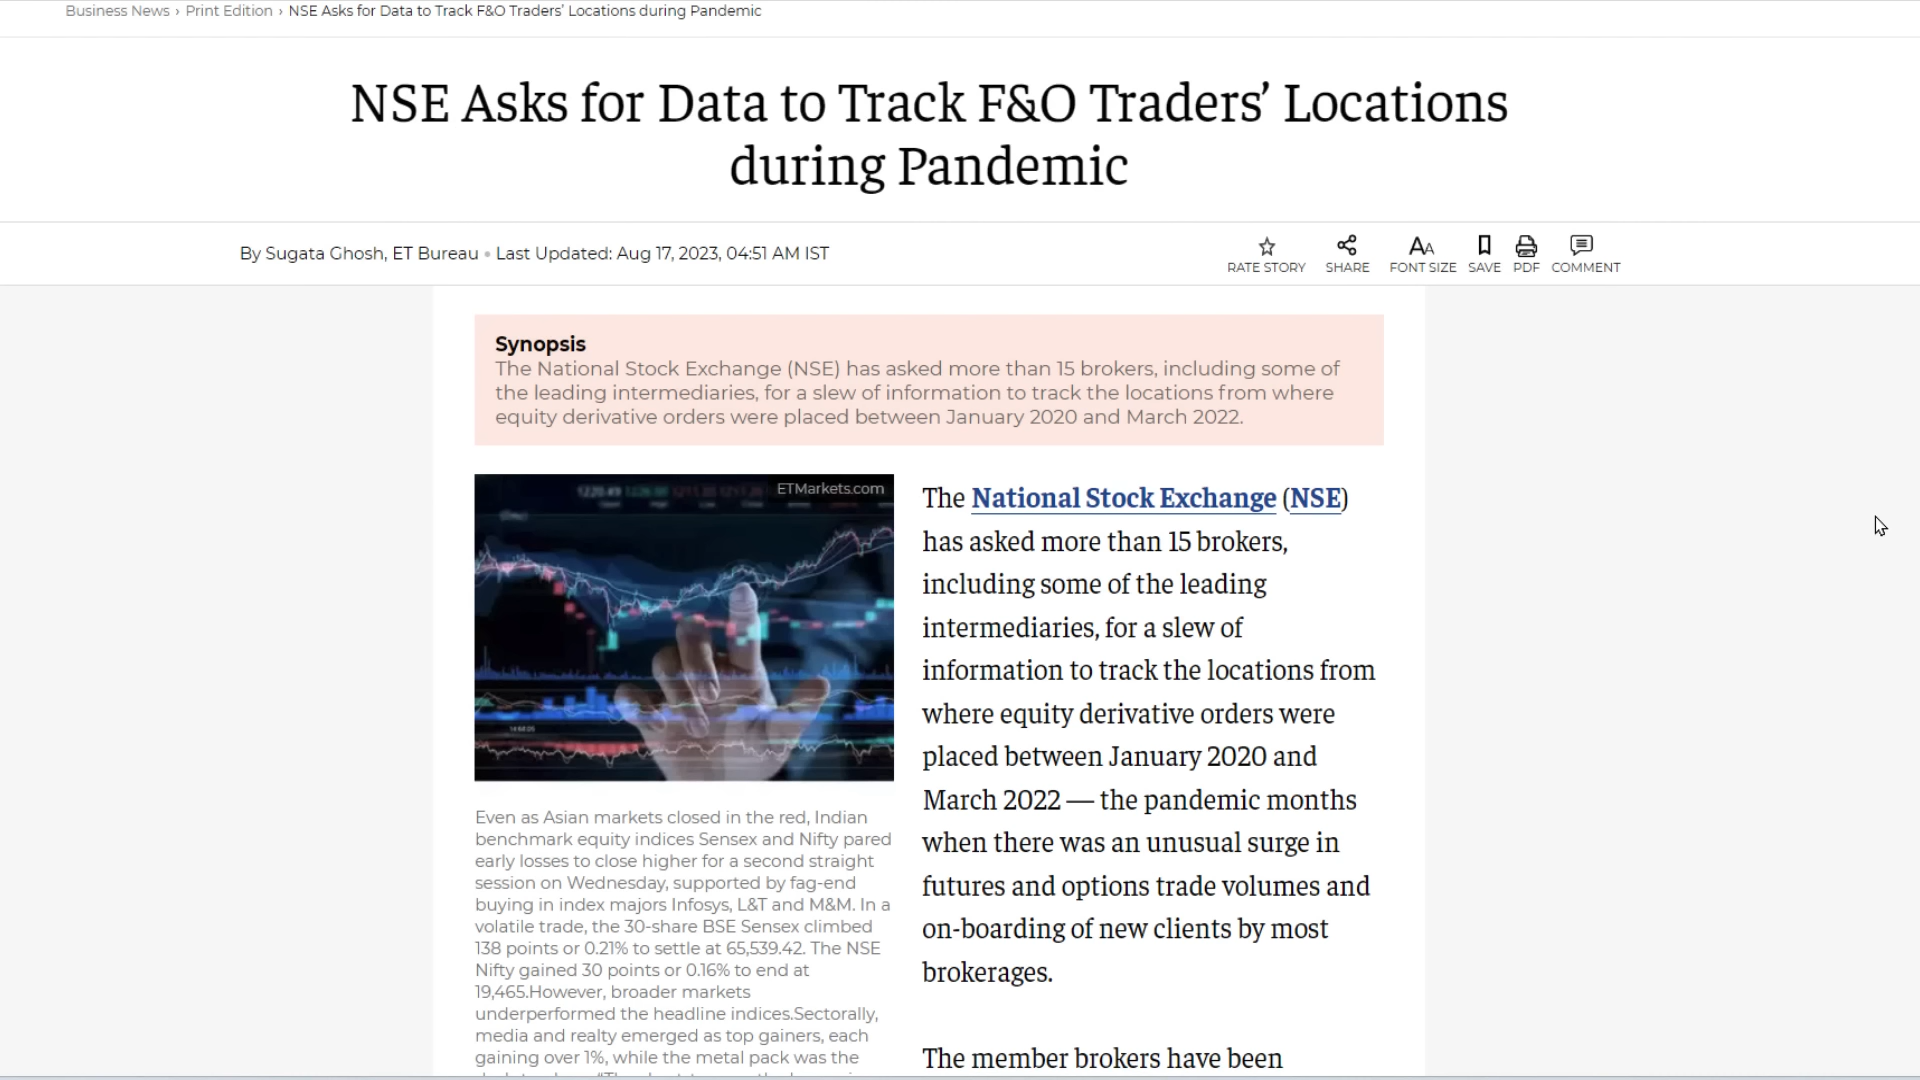 Business News › Print Edition › NSE Asks for Data to Track F&O Traders’ Locations during Pandemic
NSE Asks for Data to Track F&O Traders’ Locations
during Pandemic
By Sugata Ghosh, ET Bureau • Last Updated: Aug 17, 2023, 04:51 AM IST
RATE STORY SHARE FONT SIZE SAVE PDF COMMENT
Synopsis
The National Stock Exchange (NSE) has asked more than 15 brokers, including some of
the leading intermediaries, for a slew of information to track the locations from where
equity derivative orders were placed between January 2020 and March 2022.
ETMarkets.com
Even as Asian markets closed in the red, Indian
benchmark equity indices Sensex and Nifty pared
early losses to close higher for a second straight
session on Wednesday, supported by fag-end
buying in index majors Infosys, L&T and M&M. In a
volatile trade, the 30-share BSE Sensex climbed
138 points or 0.21% to settle at 65,539.42. The NSE
Nifty gained 30 points or 0.16% to end at
19,465.However, broader markets
underperformed the headline indices.Sectorally,
media and realty emerged as top gainers, each
gaining over 1%, while the metal pack was the
The National Stock Exchange (NSE)
has asked more than 15 brokers,
including some of the leading
intermediaries, for a slew of
information to track the locations from
where equity derivative orders were
placed between January 2020 and
March 2022 — the pandemic months
when there was an unusual surge in
futures and options trade volumes and
on-boarding of new clients by most
brokerages.
The member brokers have been